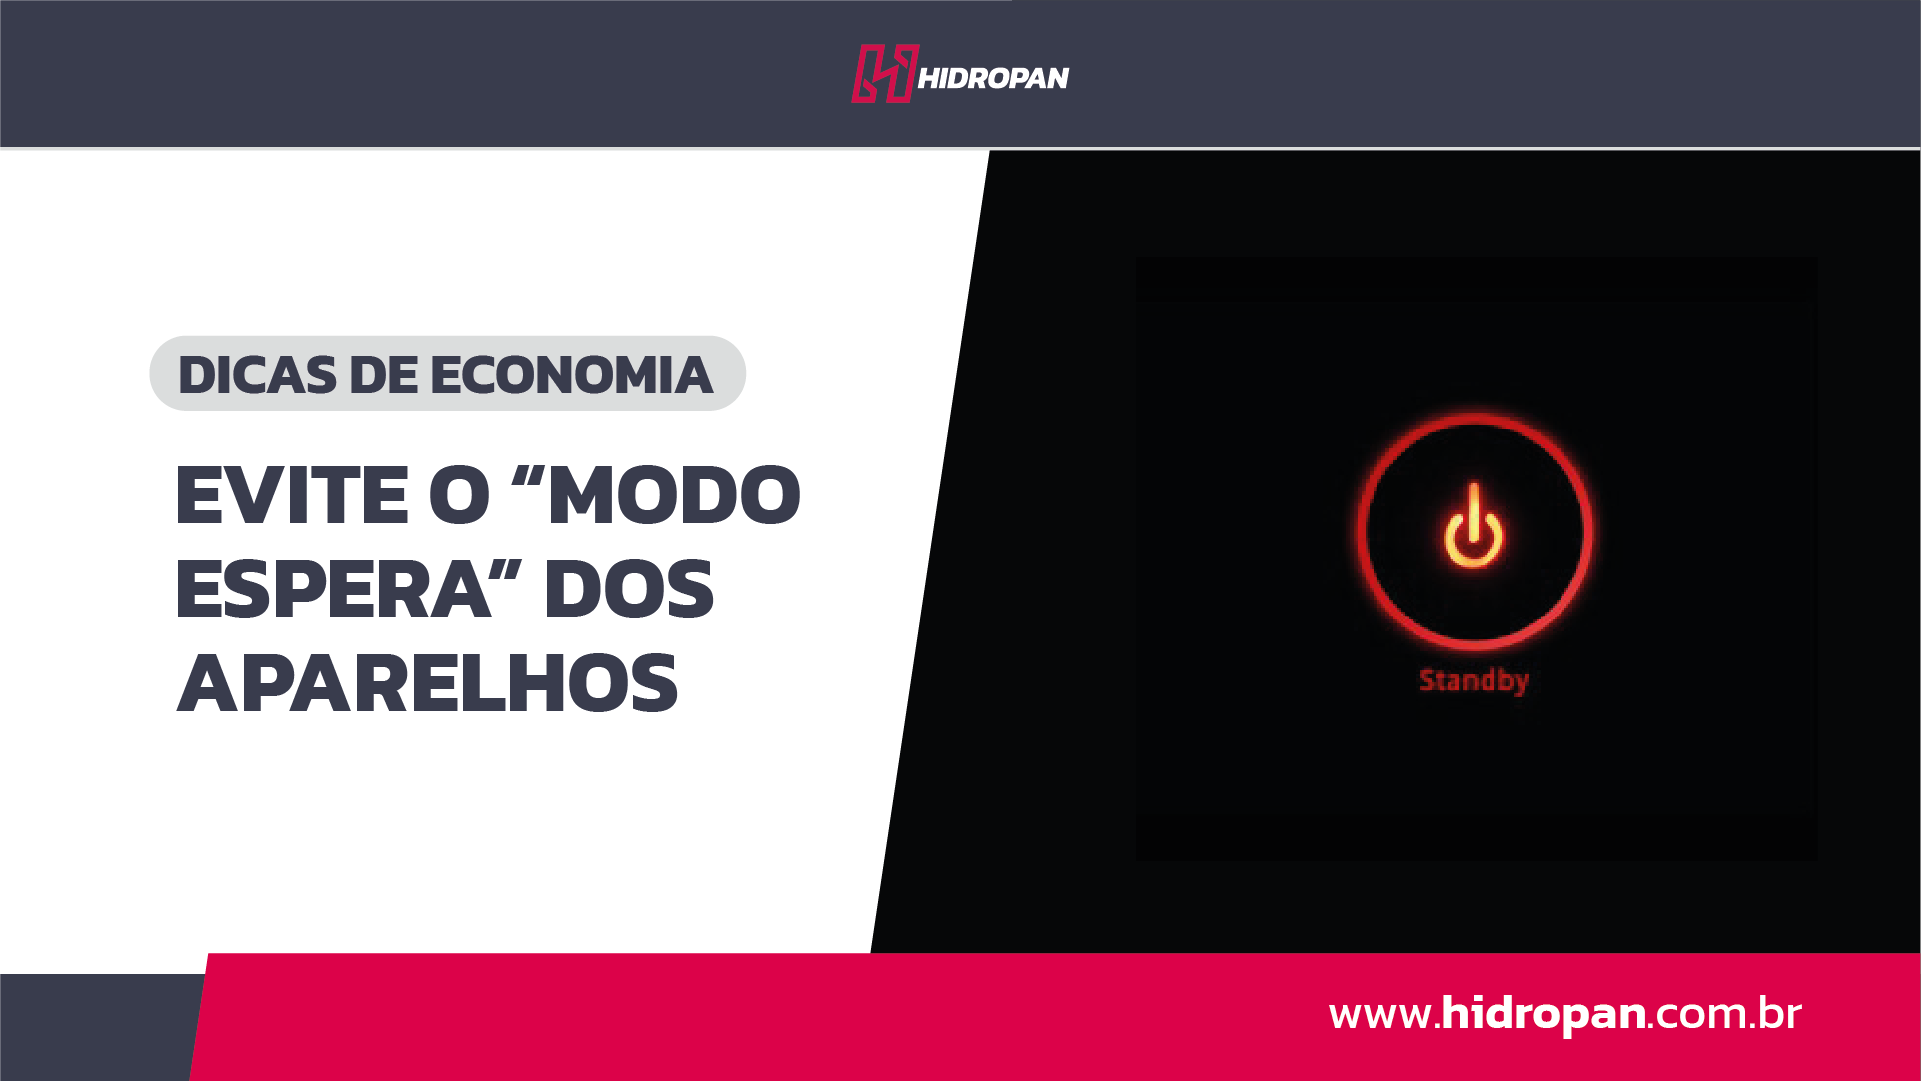 HIDROPAN
DICAS DE ECONOMIA
EVITE O “MODO
ESPERA” DOS
APARELHOS
Standby
www.hidropan.com.br